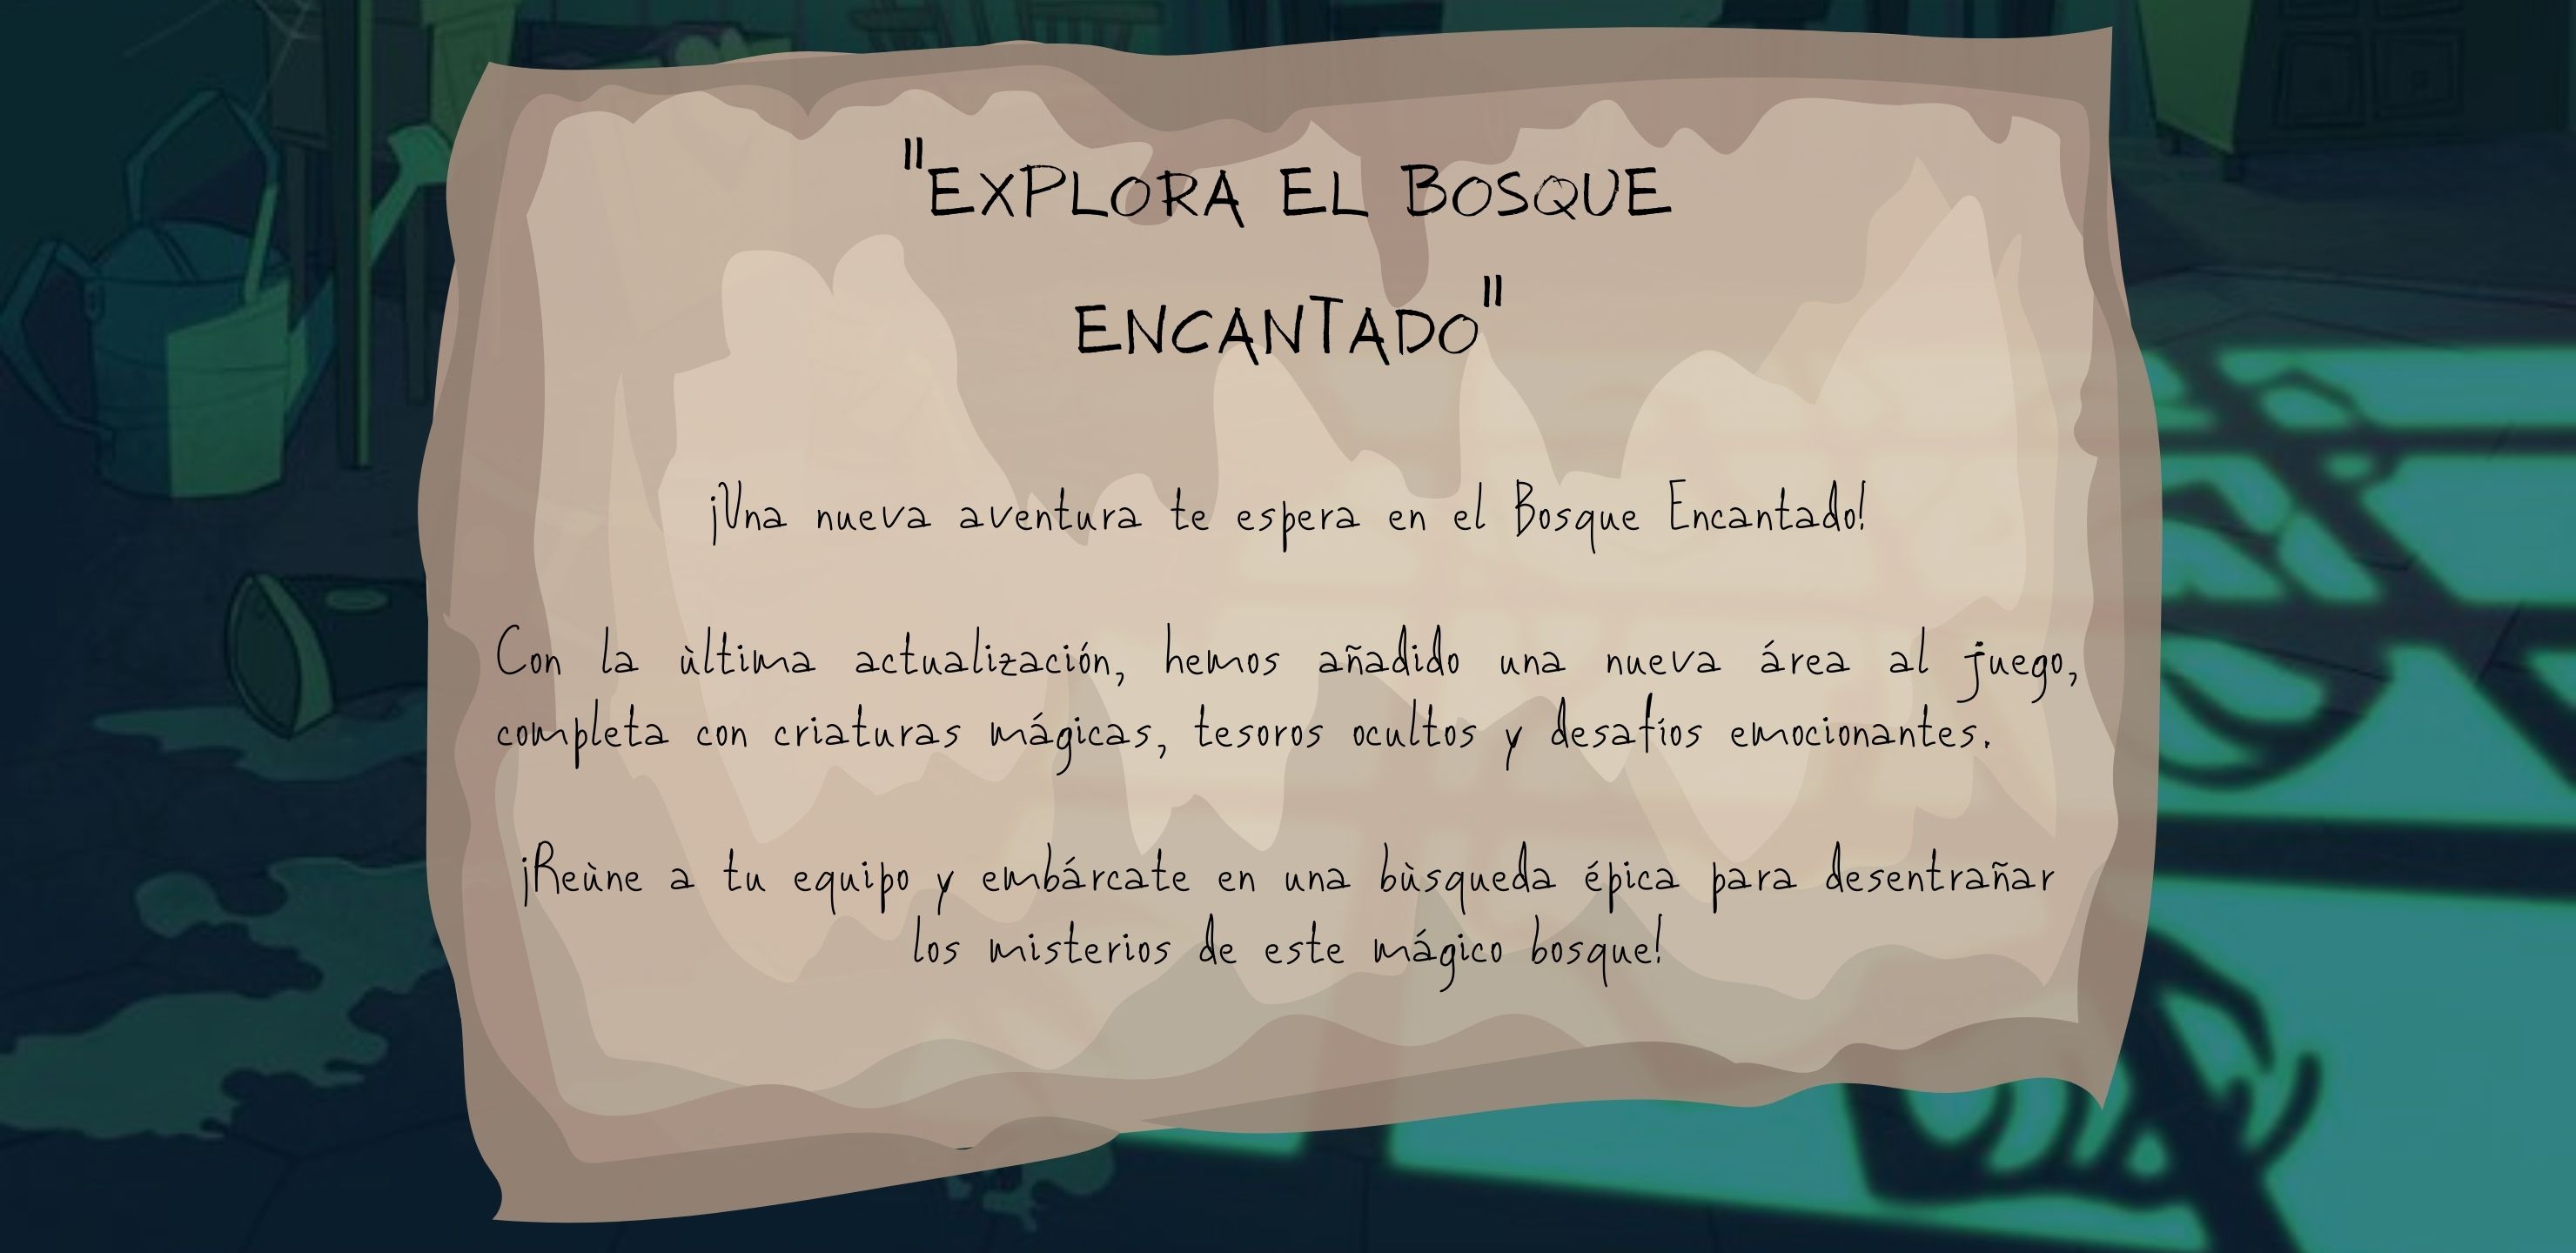 "EXPLORA EL BOSQUE
ENCANTADO"
¡Una nueva aventura te espera en el Bosque Encantado!
Con la ùltima actualización, hemos añadido una nueva área al juego,
completa con criaturas mágicas, tesoros ocultos y desafíos emocionantes.
¡Reùne a tu equipo y embárcate en una bùsqueda épica para desentrañar
los misterios de este mágico bosque!